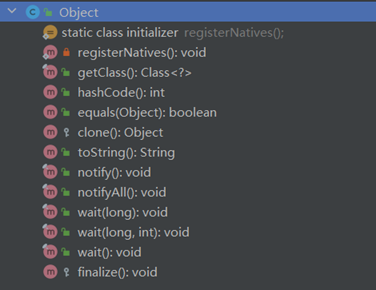 Object
static class initializer registerNatives();
registerNatives(): void
getClass(): Class<?>
hashCode(): int
equals(Object): boolean
clone(): Object
toString(): String
notify(): void
notifyAll(): void
wait(long): void
wait(long, int): void
wait(): void
finalize(): void